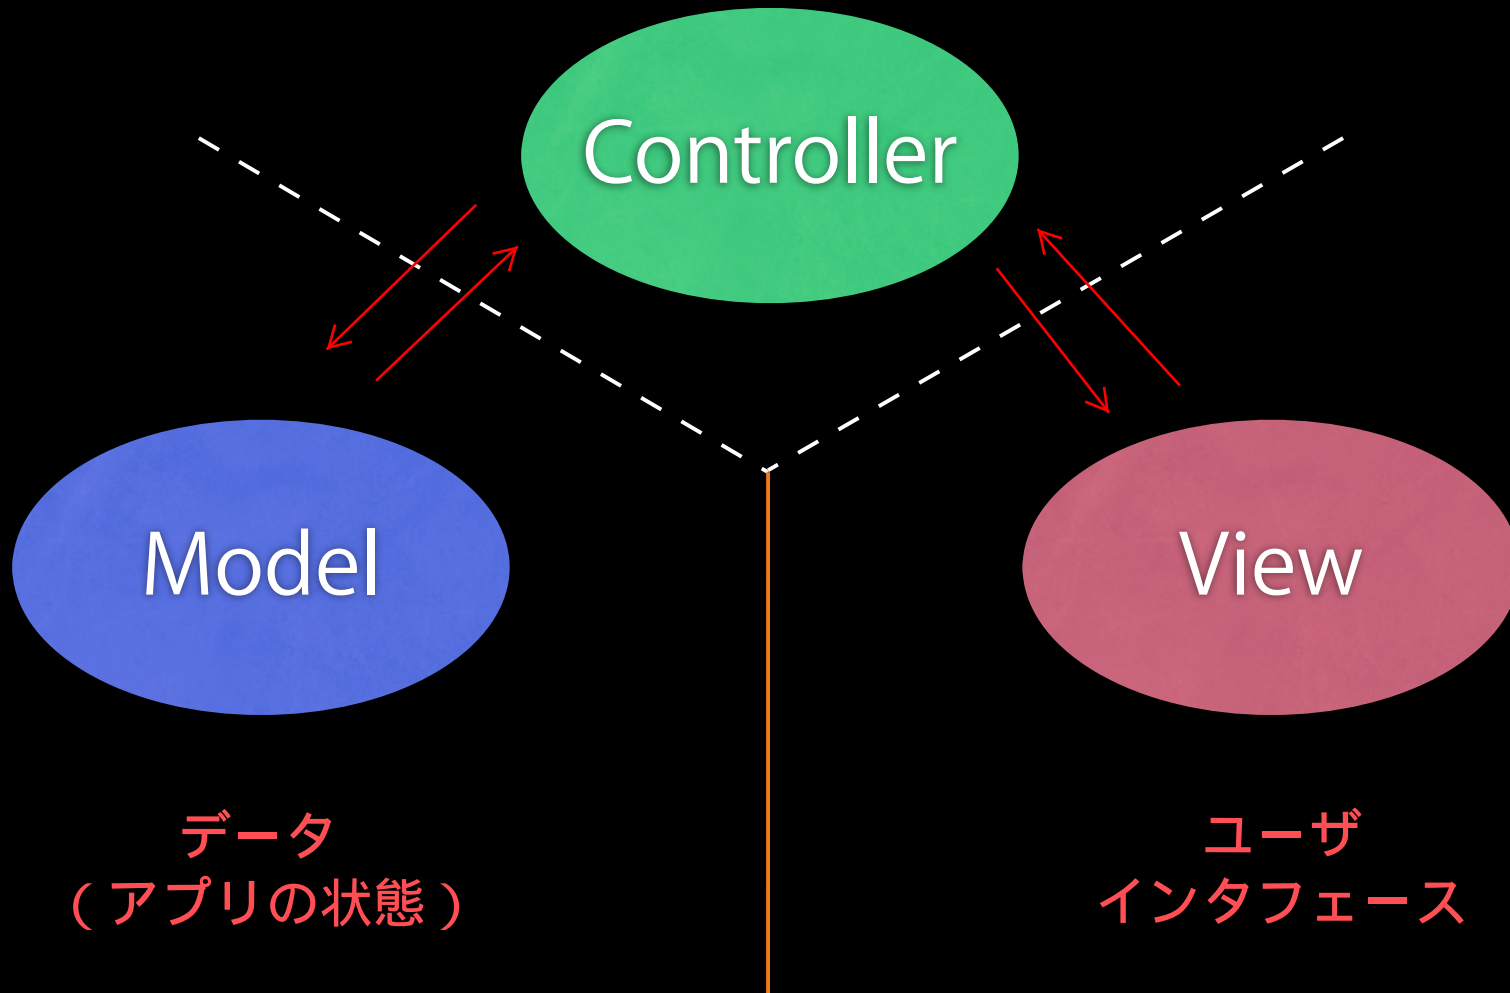 Controller
Model
View
データ
(アプリの状態)
ユーザ
インタフェース